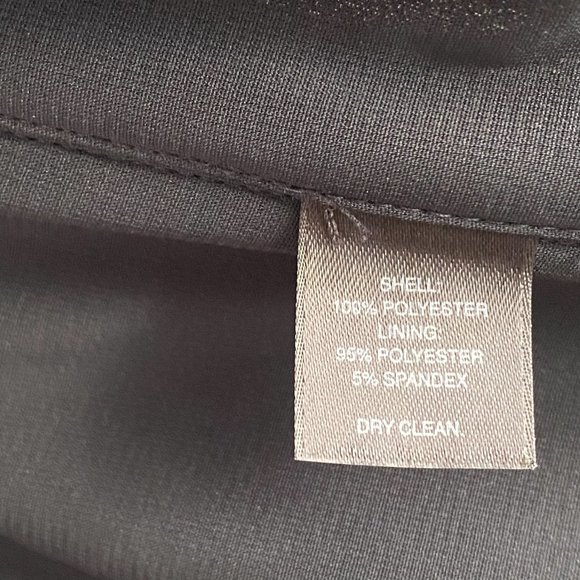 SHELL:
100% POLYESTER
LINING:
95% POLYESTER
5% SPANDEX
DRY CLEAN.